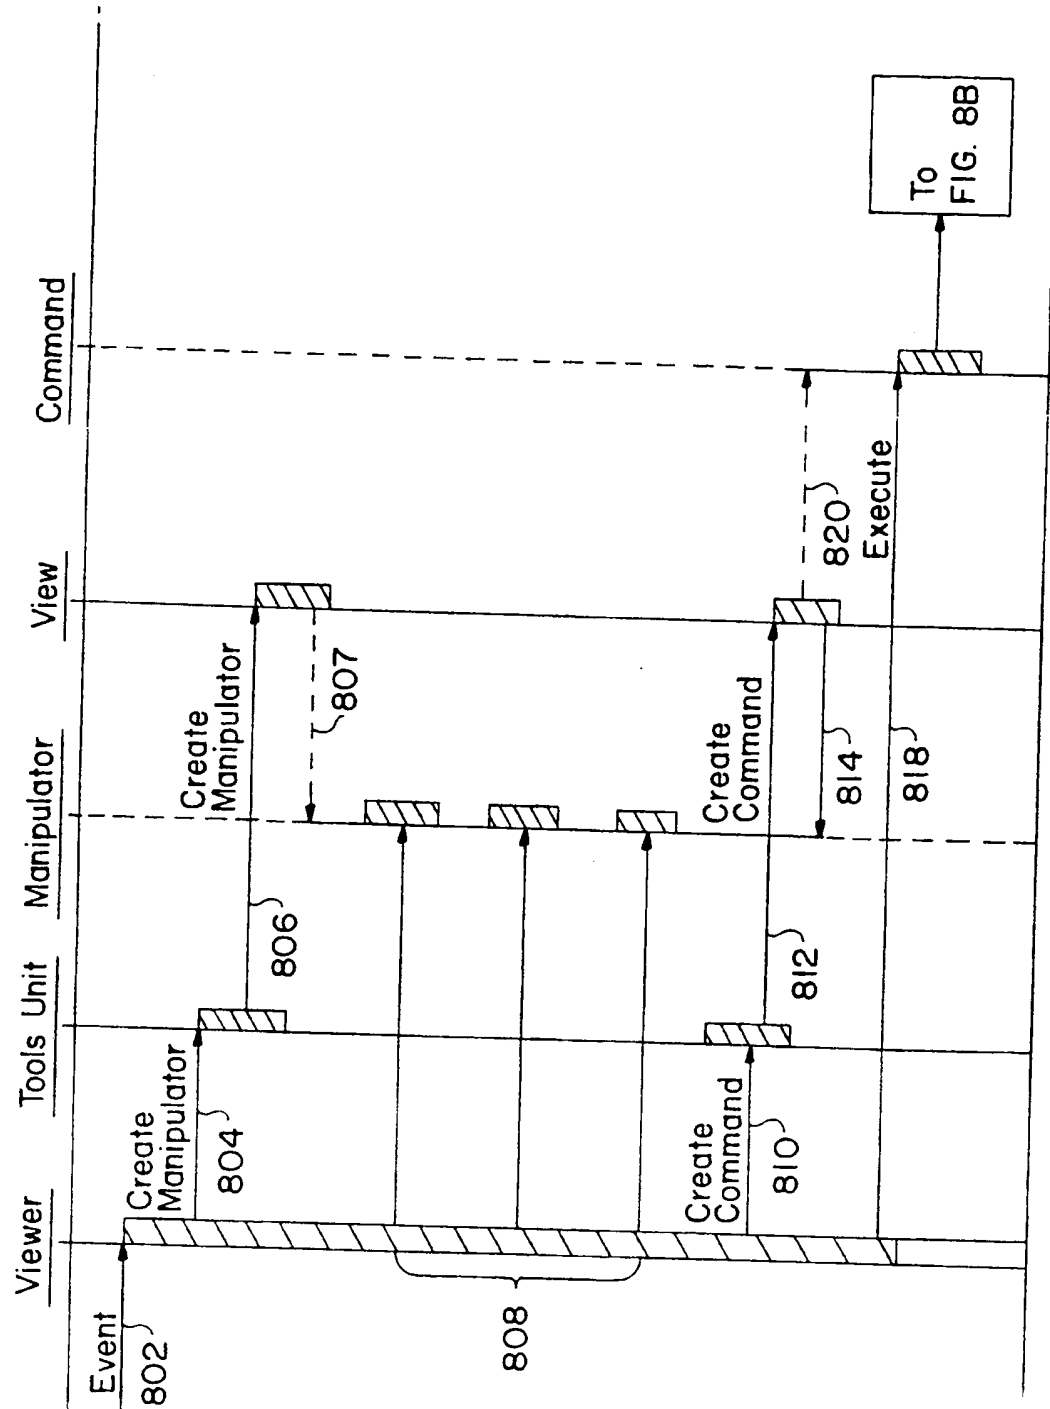 Viewer
Tools Unit
Manipulator
View
Command
Event
802
Create
Manipulator
804
806
Create
Manipulator
807
808
Create
Command
810
812
Create
Command
814
820
Execute
818
To
FIG. 8B